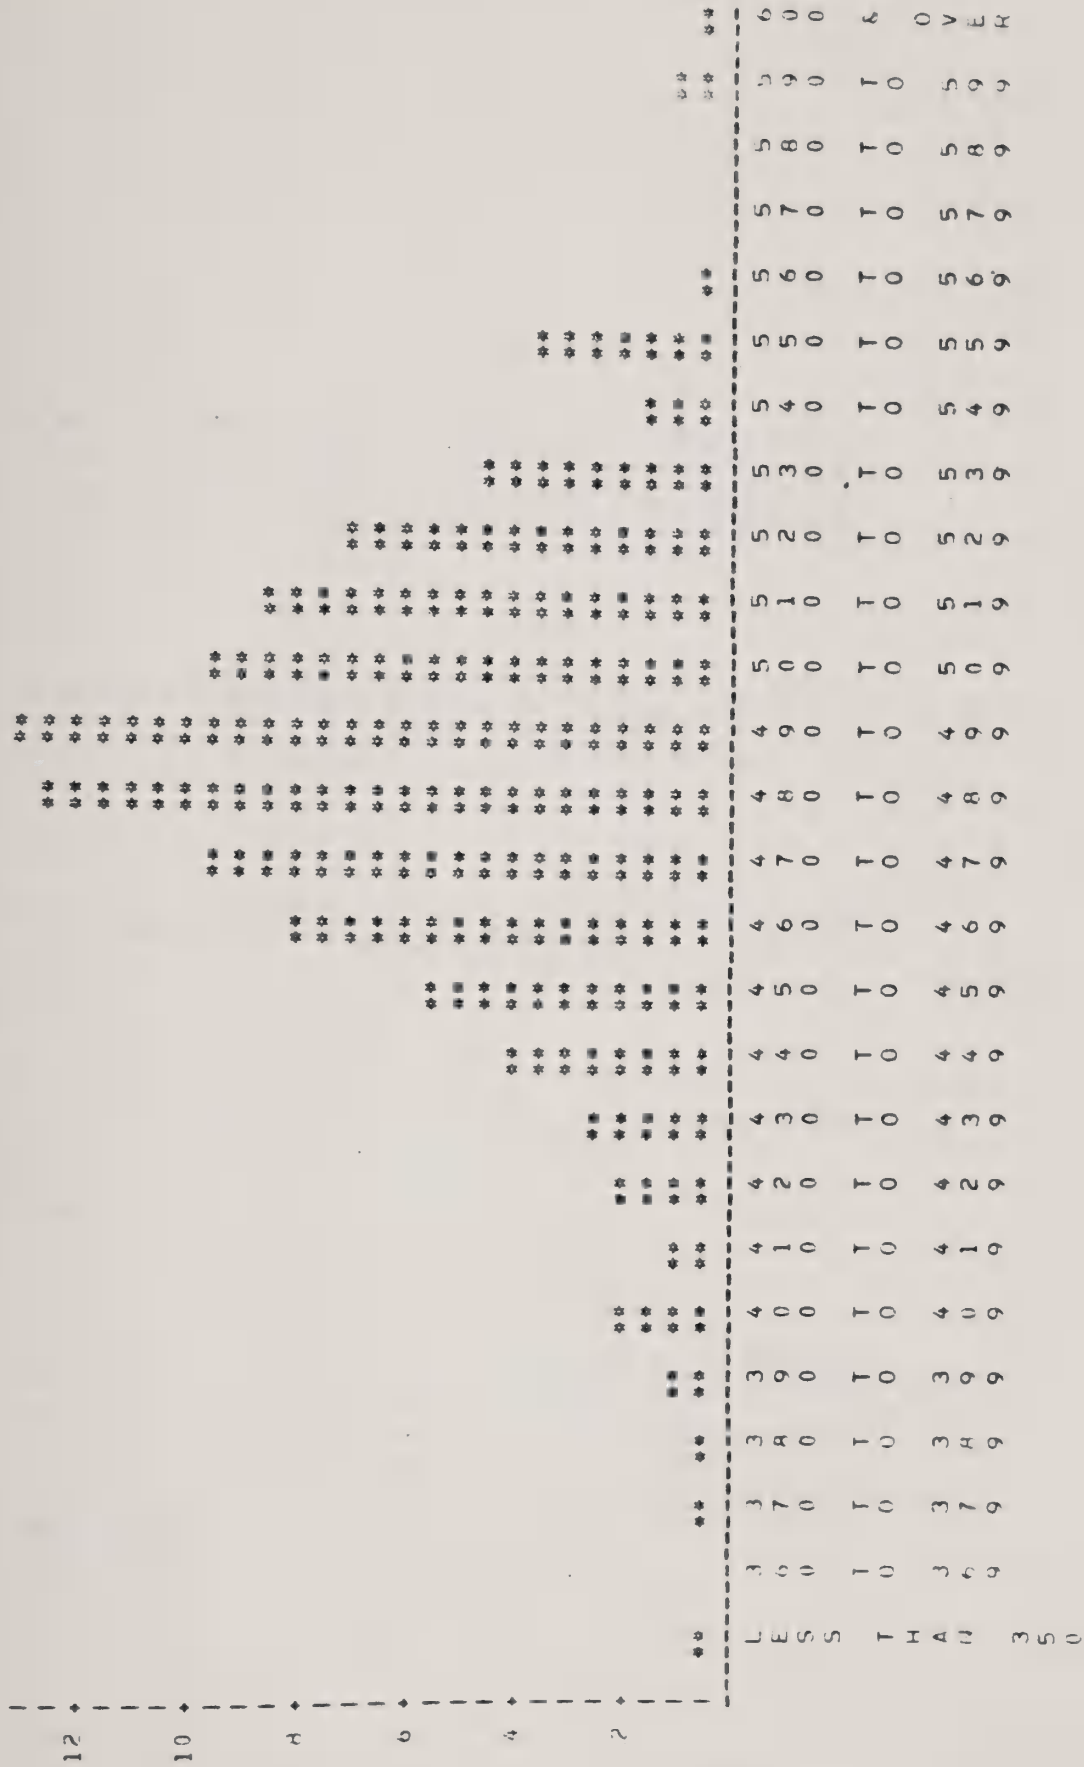 12
10
8
6
4
2
LESS THAN 350
360 TO 369
370 TO 379
380 TO 389
390 TO 399
400 TO 409
410 TO 419
420 TO 429
430 TO 439
440 TO 449
450 TO 459
460 TO 469
470 TO 479
480 TO 489
490 TO 499
500 TO 509
510 TO 519
520 TO 529
530 TO 539
540 TO 549
550 TO 559
560 TO 569
570 TO 579
580 TO 589
590 TO 599
600 & OVER